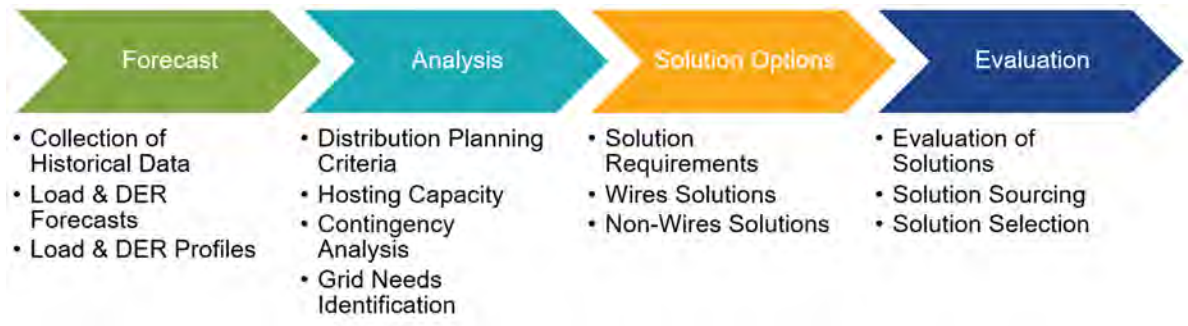 Forecast
• Collection of
Historical Data
• Load & DER
Forecasts
• Load & DER Profiles
Analysis
• Distribution Planning
Criteria
• Hosting Capacity
• Contingency
Analysis
• Grid Needs
Identification
Solution Options
• Solution
Requirements
• Wires Solutions
• Non-Wires Solutions
Evaluation
• Evaluation of
Solutions
• Solution Sourcing
• Solution Selection